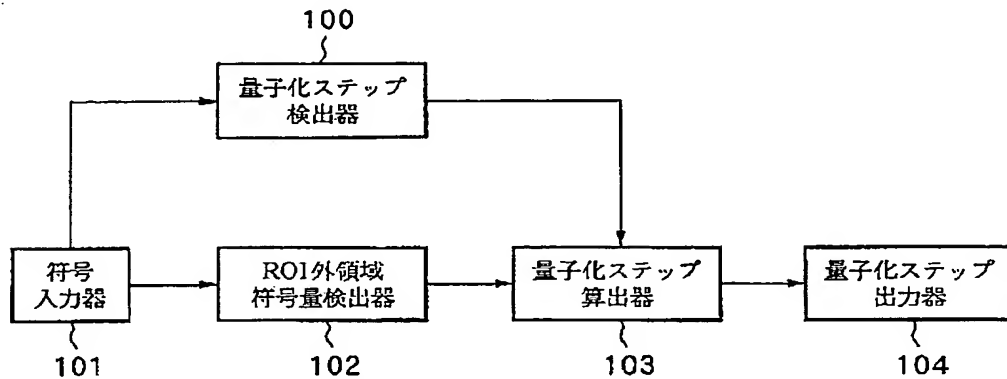 100
量子化ステップ
検出器
符号
入力器
101
ROI外領域
符号量検出器
102
量子化ステップ
算出器
103
量子化ステップ
出力器
104